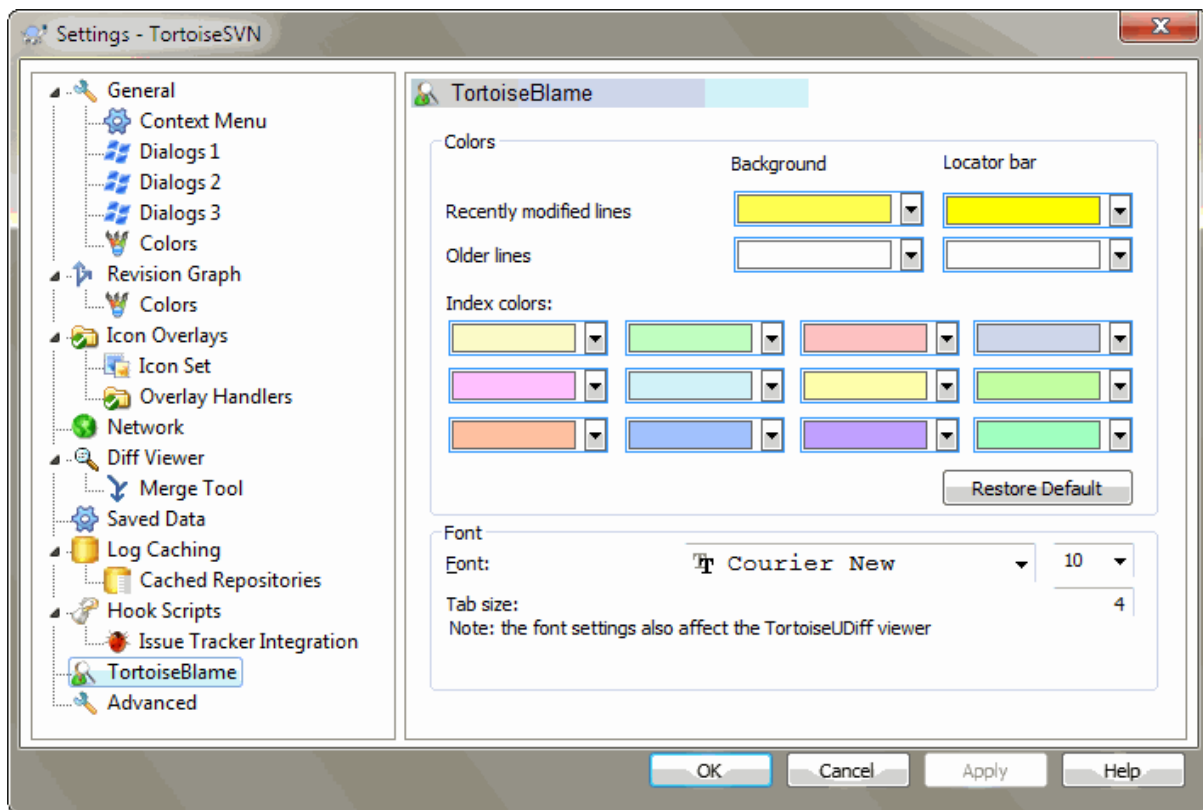 Settings - TortoiseSVN
General
Context Menu
Dialogs 1
Dialogs 2
Dialogs 3
Colors
Revision Graph
Colors
Icon Overlays
Icon Set
Overlay Handlers
Network
Diff Viewer
Merge Tool
Saved Data
Log Caching
Cached Repositories
Hook Scripts
Issue Tracker Integration
TortoiseBlame
Advanced
TortoiseBlame
Colors
Background Locator bar
Recently modified lines
Older lines
Index colors:
Restore Default
Font
Font: Courier New 10
Tab size: 4
Note: the font settings also affect the TortoiseUDiff viewer
OK Cancel Apply Help